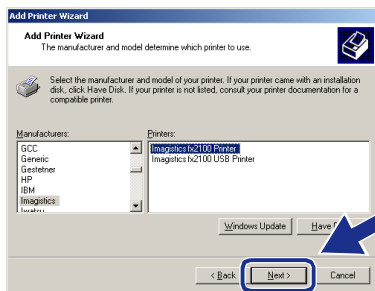 Add Printer Wizard
Add Printer Wizard
The manufacturer and model determine which printer to use.
Select the manufacturer and model of your printer. If your printer came with an installation
disk, click Have Disk. If your printer is not listed, consult your printer documentation for a
compatible printer.
Manufacturers:
GCC
Generic
Gestetner
HP
IBM
Imagistics
Iwatsu
Printers:
Imagistics fx2100 Printer
Imagistics fx2100 USB Printer
Windows Update
Have
< Back
Next >
Cancel